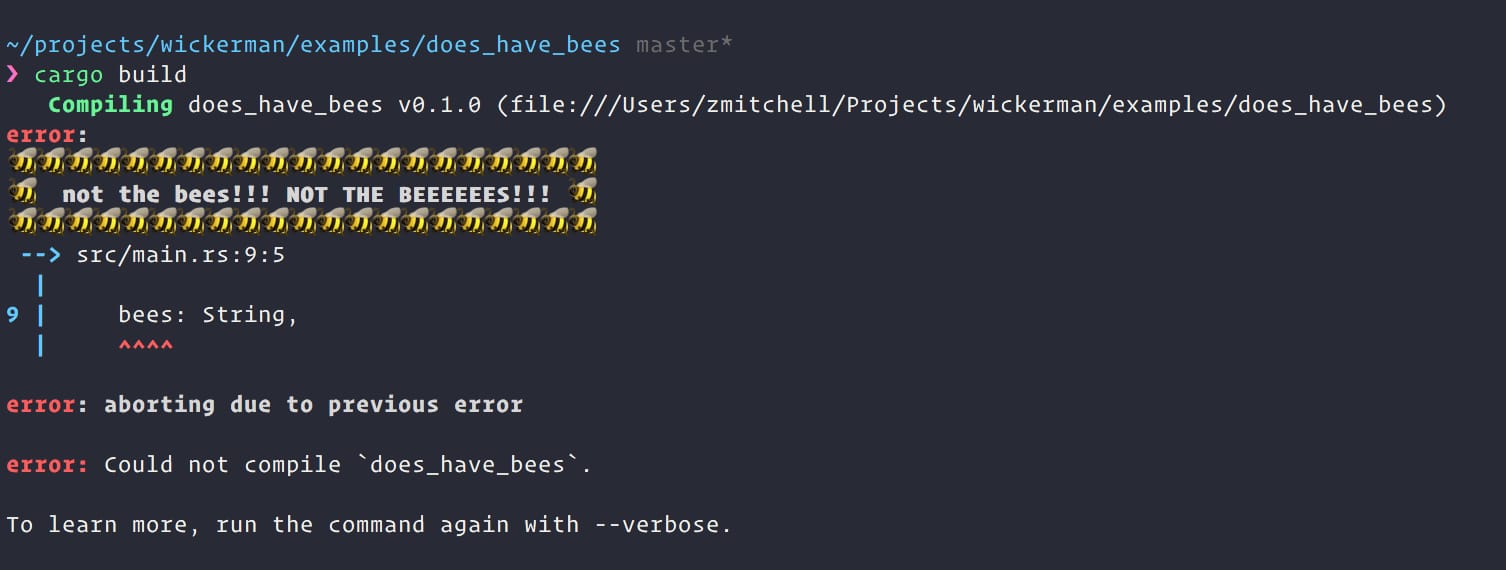 ~/projects/wickerman/examples/does_have_bees master*
❯ cargo build
   Compiling does_have_bees v0.1.0 (file:///Users/zmitchell/Projects/wickerman/examples/does_have_bees)
error:
🐝🐝🐝🐝🐝🐝🐝🐝🐝🐝🐝🐝🐝🐝🐝🐝🐝🐝🐝🐝🐝
🐝  not the bees!!! NOT THE BEEEEEES!!! 🐝
🐝🐝🐝🐝🐝🐝🐝🐝🐝🐝🐝🐝🐝🐝🐝🐝🐝🐝🐝🐝🐝
 --> src/main.rs:9:5
  |
9 |     bees: String,
  |     ^^^^
error: aborting due to previous error
error: Could not compile `does_have_bees`.
To learn more, run the command again with --verbose.